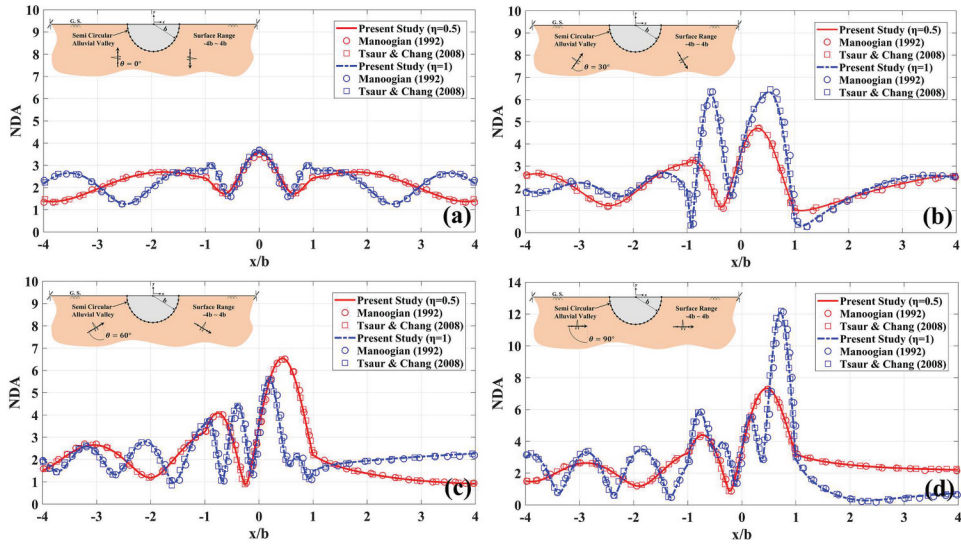 G. S.
Semi Circular
Alluvial Valley
Surface Range
-4b ~ 4b
θ = 0°
b
Present Study (η=0.5)
Manoogian (1992)
Tsaur & Chang (2008)
Present Study (η=1)
Manoogian (1992)
Tsaur & Chang (2008)
NDA
10
9
8
7
6
5
4
3
2
1
0
(a)
-4 -3 -2 -1 0 1 2 3 4
x/b
G. S.
Semi Circular
Alluvial Valley
Surface Range
-4b ~ 4b
θ = 30°
b
Present Study (η=0.5)
Manoogian (1992)
Tsaur & Chang (2008)
Present Study (η=1)
Manoogian (1992)
Tsaur & Chang (2008)
NDA
10
9
8
7
6
5
4
3
2
1
0
(b)
-4 -3 -2 -1 0 1 2 3 4
x/b
G. S.
Semi Circular
Alluvial Valley
Surface Range
-4b ~ 4b
θ = 60°
b
Present Study (η=0.5)
Manoogian (1992)
Tsaur & Chang (2008)
Present Study (η=1)
Manoogian (1992)
Tsaur & Chang (2008)
NDA
10
9
8
7
6
5
4
3
2
1
0
(c)
-4 -3 -2 -1 0 1 2 3 4
x/b
G. S.
Semi Circular
Alluvial Valley
Surface Range
-4b ~ 4b
θ = 90°
b
Present Study (η=0.5)
Manoogian (1992)
Tsaur & Chang (2008)
Present Study (η=1)
Manoogian (1992)
Tsaur & Chang (2008)
NDA
14
12
10
8
6
4
2
0
(d)
-4 -3 -2 -1 0 1 2 3 4
x/b